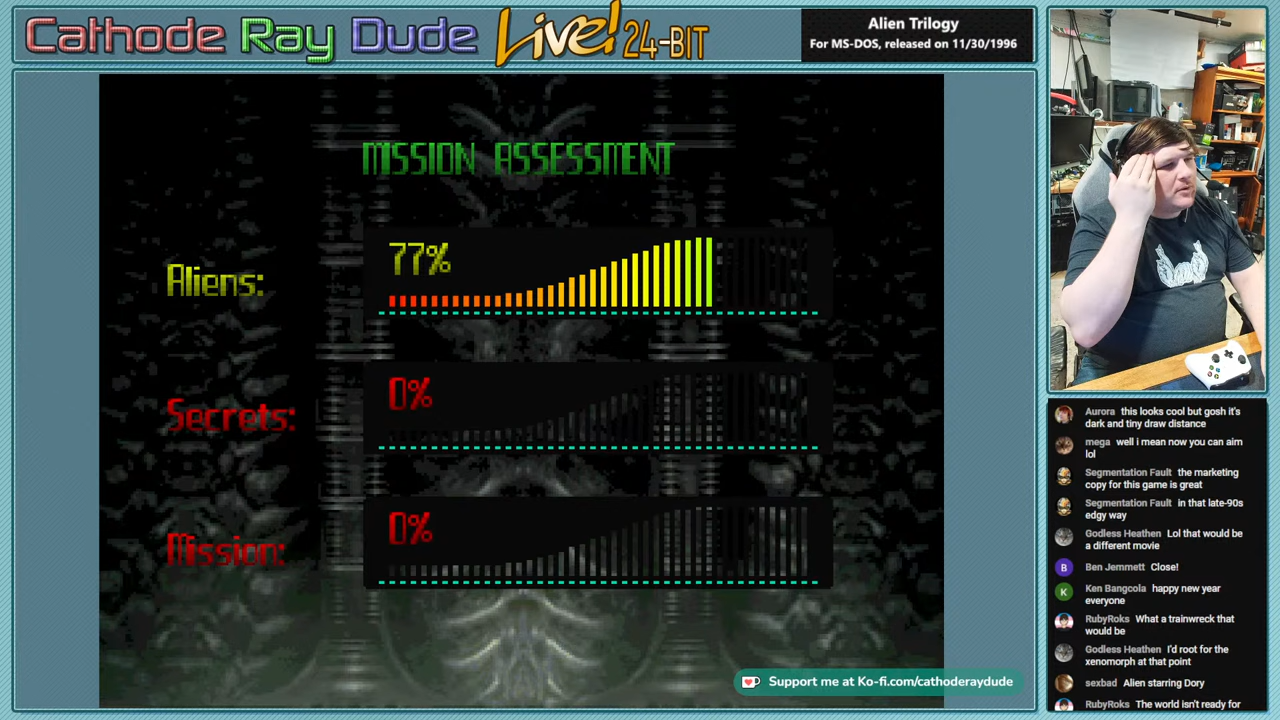 Cathode Ray Dude Live! 24-BIT
Alien Trilogy
For MS-DOS, released on 11/30/1996
MISSION ASSESSMENT
Aliens:
77%
Secrets:
0%
Mission:
0%
Support me at Ko-fi.com/cathoderaydude
Aurora this looks cool but gosh it's
dark and tiny draw distance
mega well i mean now you can aim
lol
Segmentation Fault the marketing
copy for this game is great
Segmentation Fault in that late-90s
edgy way
Godless Heathen Lol that would be
a different movie
B
Ben Jemmett Close!
K
Ken Bangcola happy new year
everyone
RubyRoks What a trainwreck that
would be
Godless Heathen I'd root for the
xenomorph at that point
sexbad Alien starring Dory
RubyRoks The world isn't ready for